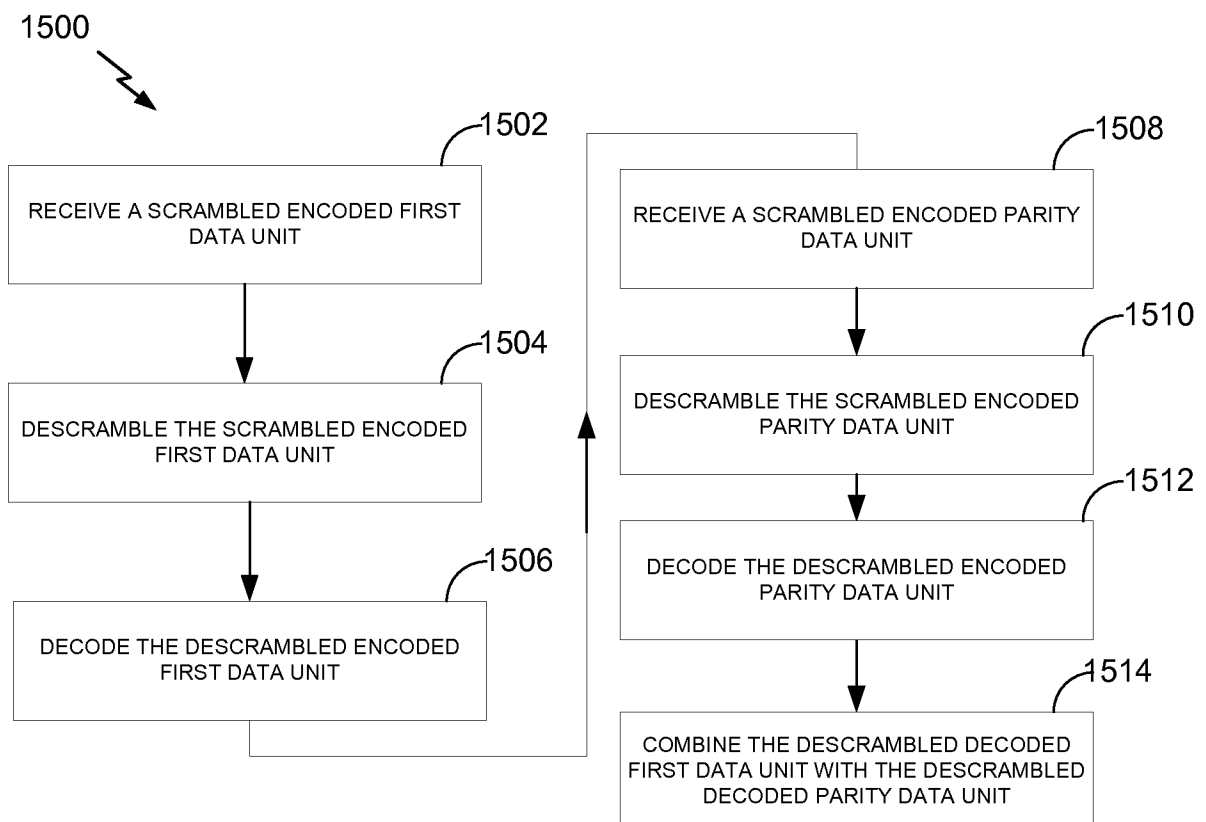 1500
1502
RECEIVE A SCRAMBLED ENCODED FIRST
DATA UNIT
1504
DESCRAMBLE THE SCRAMBLED ENCODED
FIRST DATA UNIT
1506
DECODE THE DESCRAMBLED ENCODED
FIRST DATA UNIT
1508
RECEIVE A SCRAMBLED ENCODED PARITY
DATA UNIT
1510
DESCRAMBLE THE SCRAMBLED ENCODED
PARITY DATA UNIT
1512
DECODE THE DESCRAMBLED ENCODED
PARITY DATA UNIT
1514
COMBINE THE DESCRAMBLED DECODED
FIRST DATA UNIT WITH THE DESCRAMBLED
DECODED PARITY DATA UNIT